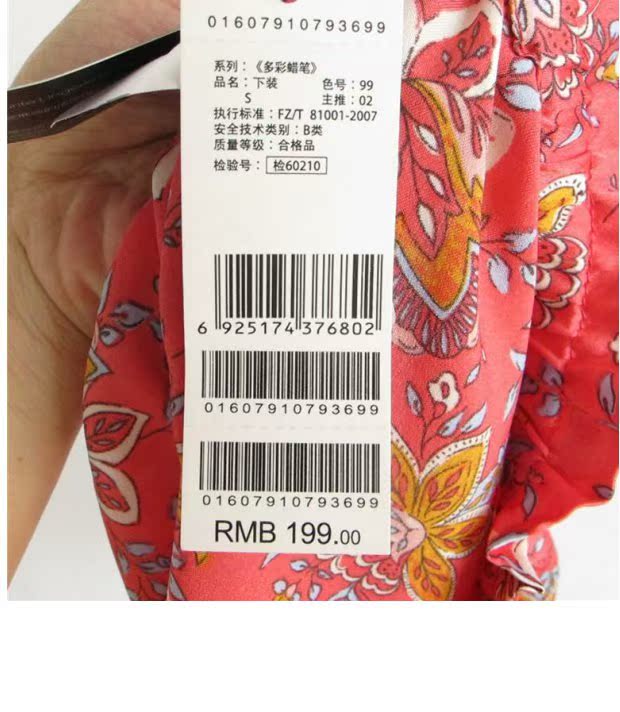 01607910793699
系列：《多彩蜡笔》
品名：下装 色号：99
S 主推：02
执行标准：FZ/T 81001-2007
安全技术类别：B类
质量等级：合格品
检验号：检60210
6 925174 376802
01607910793699
01607910793699
RMB 199.00